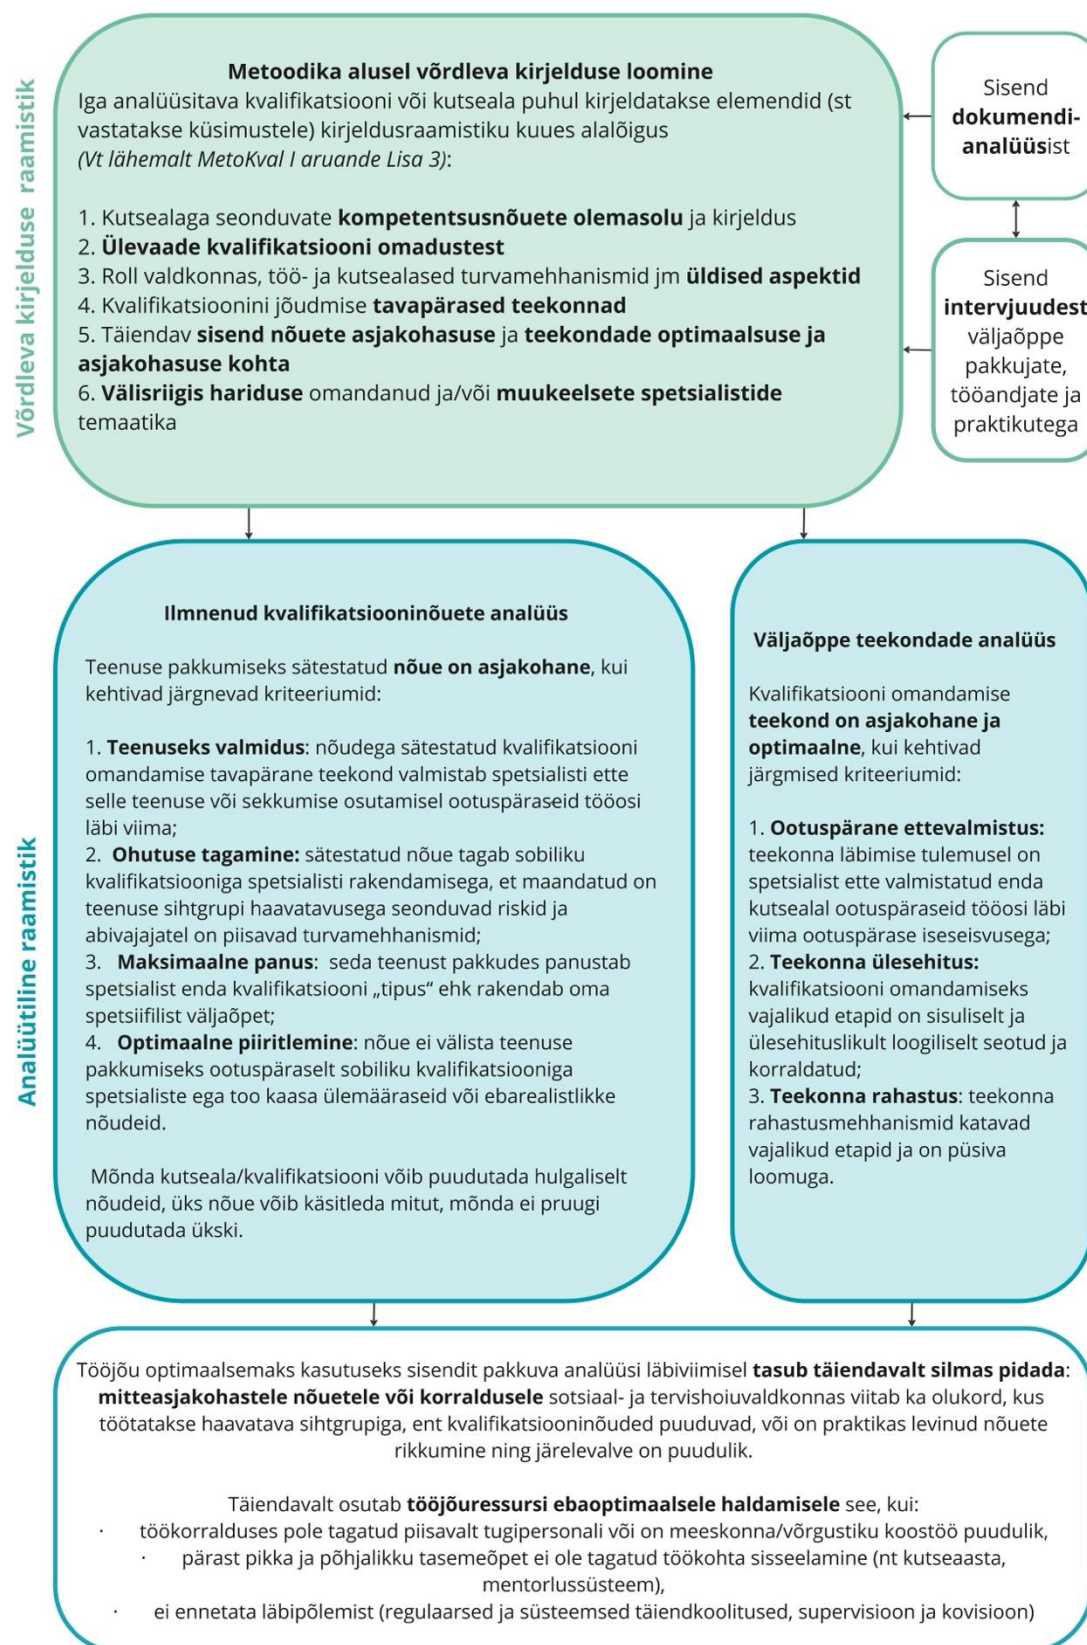 Võrdleva kirjelduse raamistik
Metoodika alusel võrdleva kirjelduse loomine
Iga analüüsitava kvalifikatsiooni või kutseala puhul kirjeldatakse elemendid (st
vastatakse küsimustele) kirjeldusraamistiku kuues alalõigus
(Vt lähemalt MetoKval I aruande Lisa 3):
1. Kutsealaga seonduvate kompetentsusnõuete olemasolu ja kirjeldus
2. Ülevaade kvalifikatsiooni omadustest
3. Roll valdkonnas, töö- ja kutsealased turvamehhanismid jm üldised aspektid
4. Kvalifikatsioonini jõudmise tavapärased teekonnad
5. Täiendav sisend nõuete asjakohasuse ja teekondade optimaalsuse ja
asjakohasuse kohta
6. Välisriigis hariduse omandanud ja/või muukeelsete spetsialistide
temaatika
Sisend
dokumendi-
analüüsist
Sisend
intervjuudest
väljaõppe
pakkujate,
tööandjate ja
praktikutega
Analüütiline raamistik
Ilmnenud kvalifikatsiooninõuete analüüs
Teenuse pakkumiseks sätestatud nõue on asjakohane, kui
kehtivad järgnevad kriteeriumid:
1. Teenuseks valmidus: nõudega sätestatud kvalifikatsiooni
omandamise tavapärane teekond valmistab spetsialisti ette
selle teenuse või sekkumise osutamisel ootuspäraseid tööosi
läbi viima;
2. Ohutuse tagamine: sätestatud nõue tagab sobiliku
kvalifikatsiooniga spetsialisti rakendamisega, et maandatud on
teenuse sihtgrupi haavatavusega seonduvad riskid ja
abivajajatel on piisavad turvamehhanismid;
3. Maksimaalne panus: seda teenust pakkudes panustab
spetsialist enda kvalifikatsiooni „tipus“ ehk rakendab oma
spetsiifilist väljaõpet;
4. Optimaalne piiritlemine: nõue ei välista teenuse
pakkumiseks ootuspäraselt sobiliku kvalifikatsiooniga
spetsialiste ega too kaasa ülemääraseid või ebarealistlikke
nõudeid.
Mõnda kutseala/kvalifikatsiooni võib puudutada hulgaliselt
nõudeid, üks nõue võib käsitleda mitut, mõnda ei pruugi
puudutada ükski.
Väljaõppe teekondade analüüs
Kvalifikatsiooni omandamise
teekond on asjakohane ja
optimaalne, kui kehtivad
järgmised kriteeriumid:
1. Ootuspärane ettevalmistus:
teekonna läbimise tulemusel on
spetsialist ette valmistatud enda
kutsealal ootuspäraseid tööosi läbi
viima ootuspärase iseseisvusega;
2. Teekonna ülesehitus:
kvalifikatsiooni omandamiseks
vajalikud etapid on sisuliselt ja
ülesehituslikult loogiliselt seotud ja
korraldatud;
3. Teekonna rahastus: teekonna
rahastusmehhanismid katavad
vajalikud etapid ja on püsiva
loomuga.
Tööjõu optimaalsemaks kasutuseks sisendit pakkuva analüüsi läbiviimisel tasub täiendavalt silmas pidada:
mitteasjakohastele nõuetele või korraldusele sotsiaal- ja tervishoiuvaldkonnas viitab ka olukord, kus
töötatakse haavatava sihtgrupiga, ent kvalifikatsiooninõuded puuduvad, või on praktikas levinud nõuete
rikkumine ning järelevalve on puudulik.
Täiendavalt osutab tööjõuressursi ebaoptimaalsele haldamisele see, kui:
· töökorralduses pole tagatud piisavalt tugipersonali või on meeskonna/võrgustiku koostöö puudulik,
· pärast pikka ja põhjalikku tasemeõpet ei ole tagatud töökohta sisseelamine (nt kutseaasta,
mentorlussüsteem),
· ei ennetata läbipõlemist (regulaarsed ja süsteemsed täiendkoolitused, supervisioon ja kovisioon)